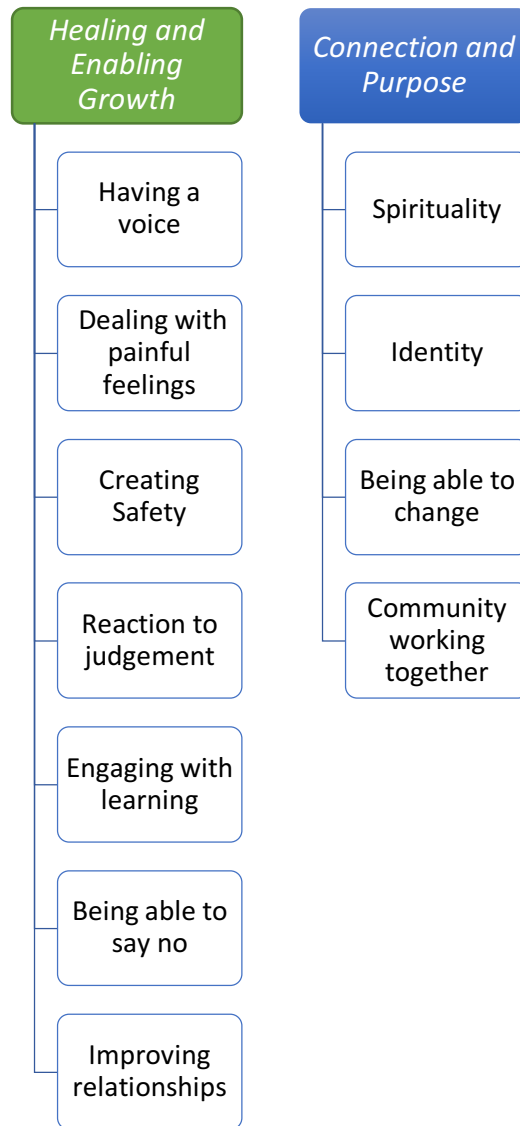 Healing and
Enabling
Growth
Having a
voice
Dealing with
painful
feelings
Creating
Safety
Reaction to
judgement
Engaging with
learning
Being able to
say no
Improving
relationships
Connection and
Purpose
Spirituality
Identity
Being able to
change
Community
working
together